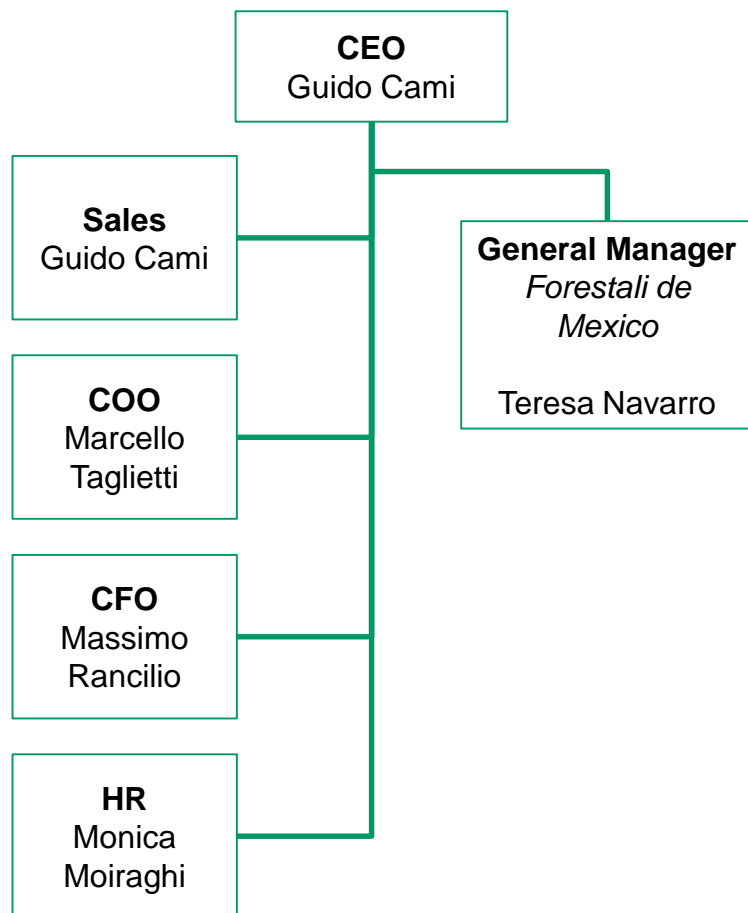 CEO
Guido Cami
Sales
Guido Cami
General Manager
Forestali de
Mexico
Teresa Navarro
COO
Marcello
Taglietti
CFO
Massimo
Rancilio
HR
Monica
Moiraghi